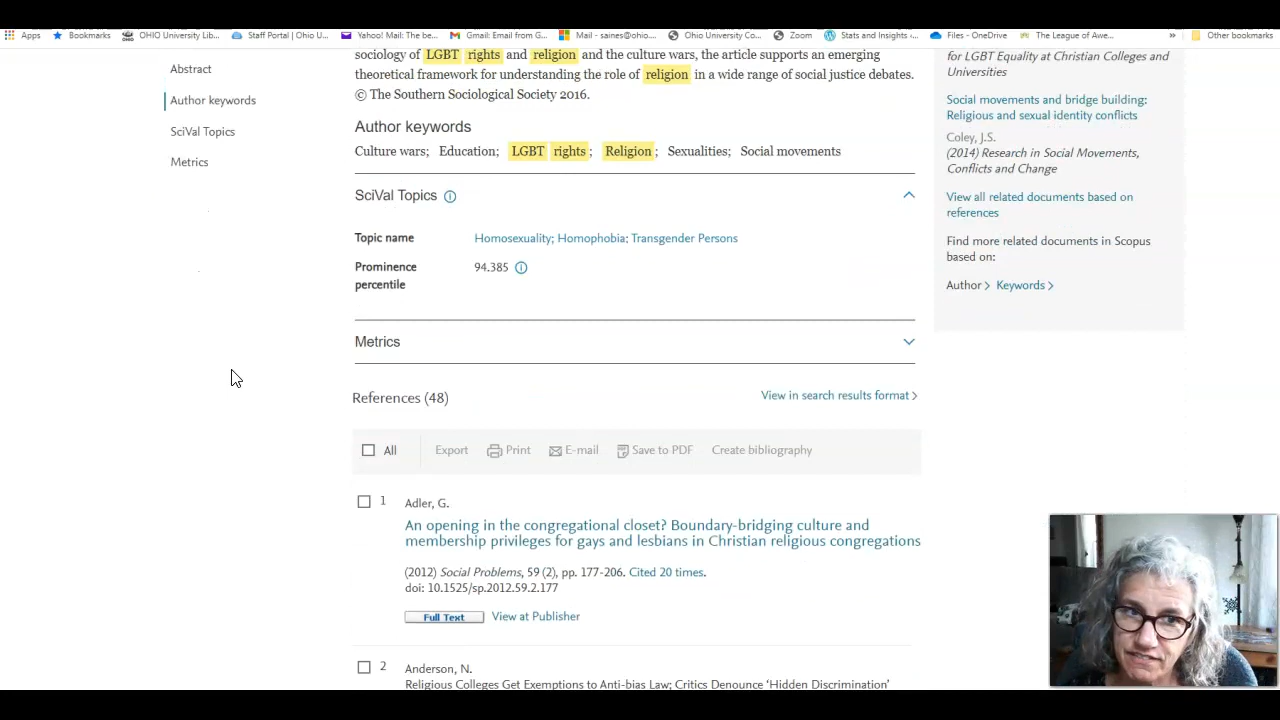 Apps Bookmarks OHIO University Lib... Staff Portal | Ohio U... Yahoo! Mail: The be... Gmail: Email from G... Mail - saines@ohio.... Ohio University Co... Zoom Stats and Insights ‹... Files - OneDrive The League of Awe... » Other bookmarks
Abstract
Author keywords
SciVal Topics
Metrics
sociology of LGBT rights and religion and the culture wars, the article supports an emerging
theoretical framework for understanding the role of religion in a wide range of social justice debates.
© The Southern Sociological Society 2016.
Author keywords
Culture wars; Education; LGBT rights; Religion; Sexualities; Social movements
SciVal Topics
Topic name Homosexuality; Homophobia; Transgender Persons
Prominence
percentile
94.385
Metrics
References (48) View in search results format >
All Export Print E-mail Save to PDF Create bibliography
1 Adler, G.
An opening in the congregational closet? Boundary-bridging culture and
membership privileges for gays and lesbians in Christian religious congregations
(2012) Social Problems, 59 (2), pp. 177-206. Cited 20 times.
doi: 10.1525/sp.2012.59.2.177
Full Text View at Publisher
2 Anderson, N.
Religious Colleges Get Exemptions to Anti-bias Law; Critics Denounce 'Hidden Discrimination'
for LGBT Equality at Christian Colleges and
Universities
Social movements and bridge building:
Religious and sexual identity conflicts
Coley, J.S.
(2014) Research in Social Movements,
Conflicts and Change
View all related documents based on
references
Find more related documents in Scopus
based on:
Author > Keywords >